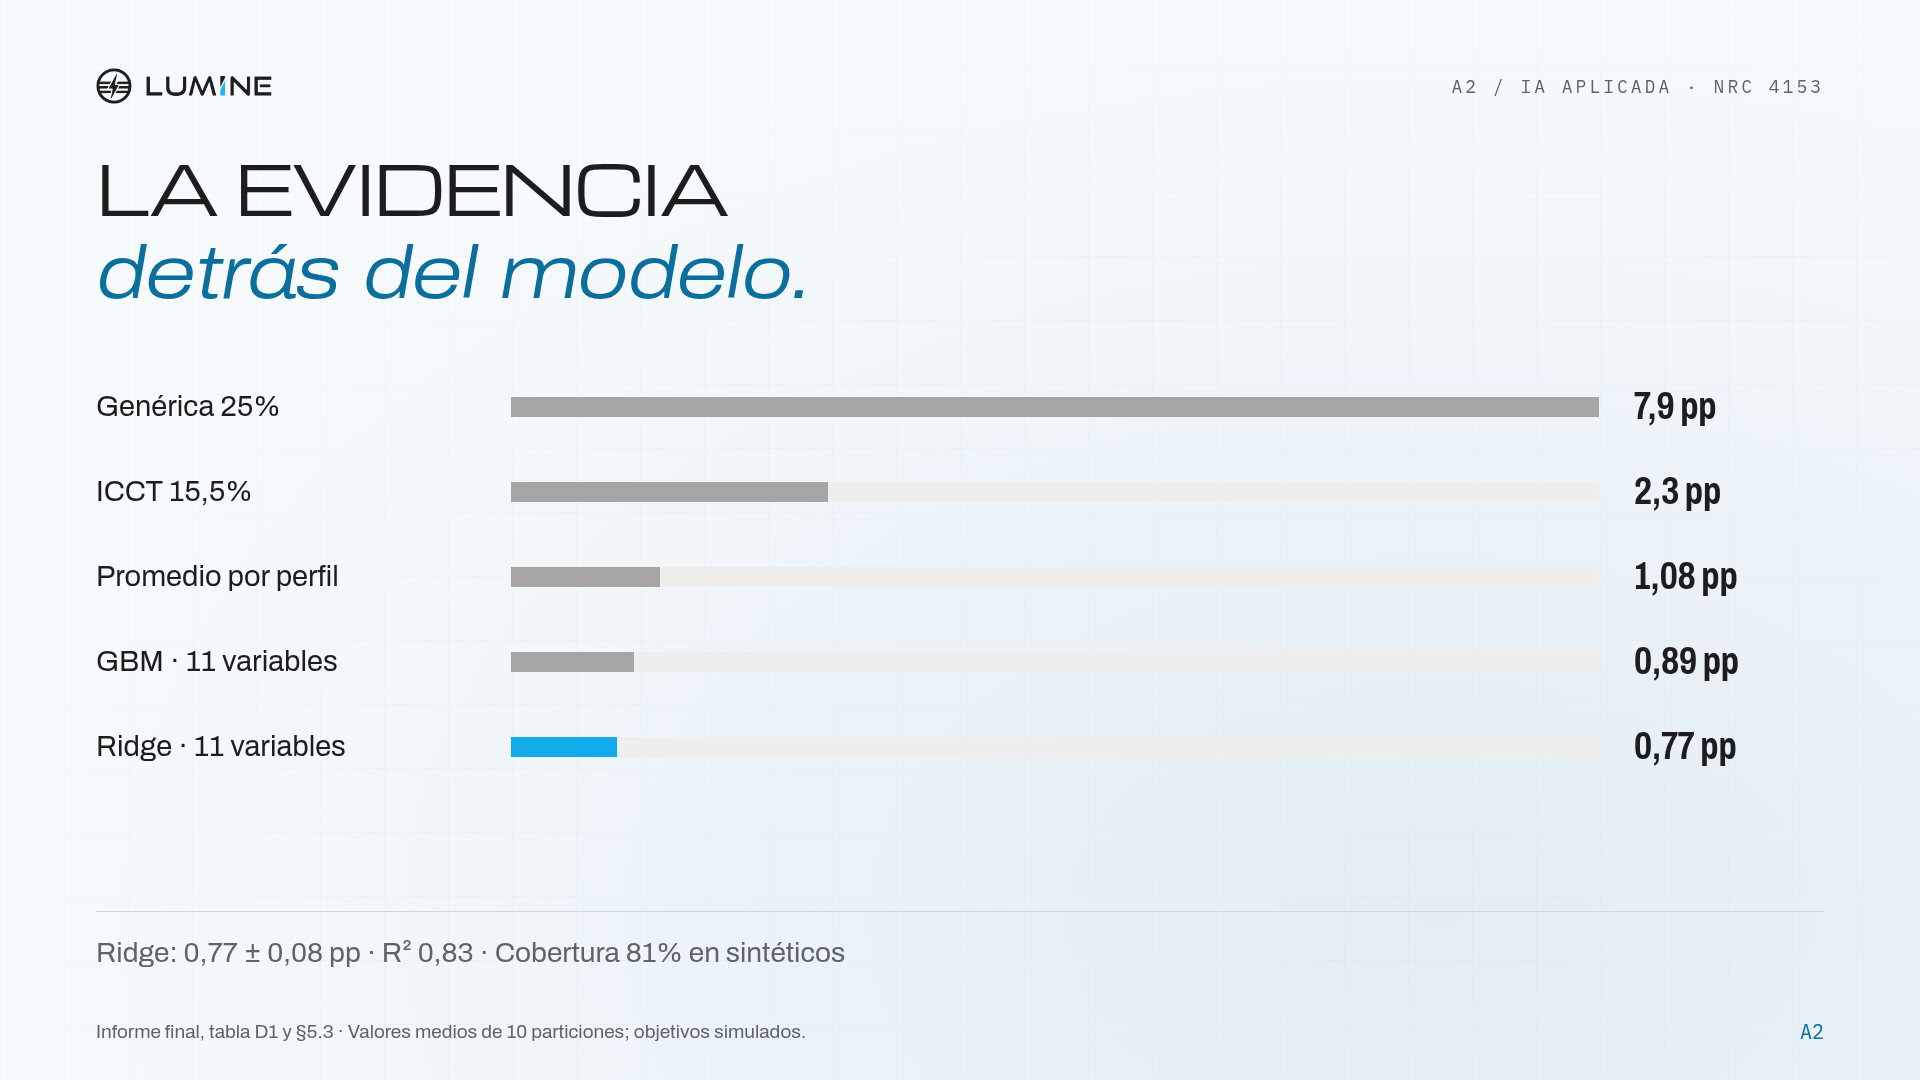 LUMINE
A2 / IA APLICADA · NRC 4153
LA EVIDENCIA
detrás del modelo.
Genérica 25%
7,9 pp
ICCT 15,5%
2,3 pp
Promedio por perfil
1,08 pp
GBM · 11 variables
0,89 pp
Ridge · 11 variables
0,77 pp
Ridge: 0,77 ± 0,08 pp · R² 0,83 · Cobertura 81% en sintéticos
Informe final, tabla D1 y §5.3 · Valores medios de 10 particiones; objetivos simulados.
A2